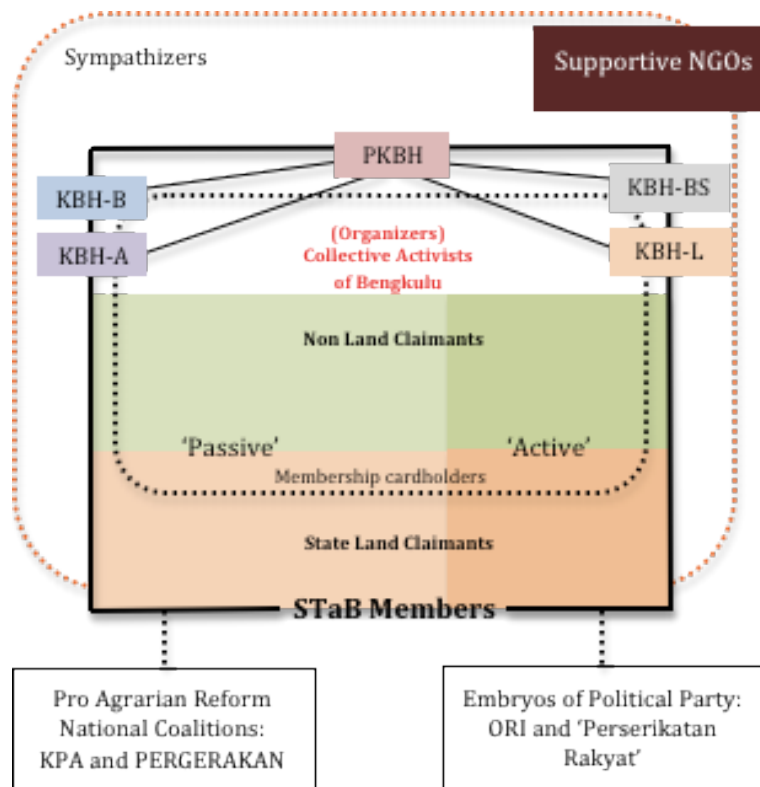 Sympathizers
Supportive NGOs
PKBH
KBH-B
KBH-BS
KBH-A
KBH-L
(Organizers)
Collective Activists
of Bengkulu
Non Land Claimants
‘Passive’
‘Active’
Membership cardholders
State Land Claimants
STaB Members
Pro Agrarian Reform
National Coalitions:
KPA and PERGERAKAN
Embryos of Political Party:
ORI and ‘Perserikatan
Rakyat’